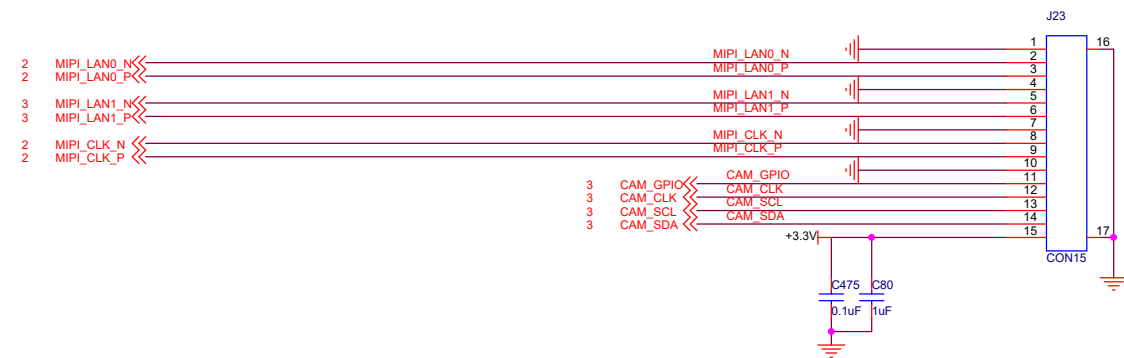 J23
1 16
2 MIPI_LAN0_N MIPI_LAN0_N 2
2 MIPI_LAN0_P MIPI_LAN0_P 3
4
3 MIPI_LAN1_N MIPI_LAN1_N 5
3 MIPI_LAN1_P MIPI_LAN1_P 6
7
2 MIPI_CLK_N MIPI_CLK_N 8
2 MIPI_CLK_P MIPI_CLK_P 9
10
3 CAM_GPIO CAM_GPIO 11
3 CAM_CLK CAM_CLK 12
3 CAM_SCL CAM_SCL 13
3 CAM_SDA CAM_SDA 14
+3.3V 15 17
CON15
C475 C80
0.1uF 1uF